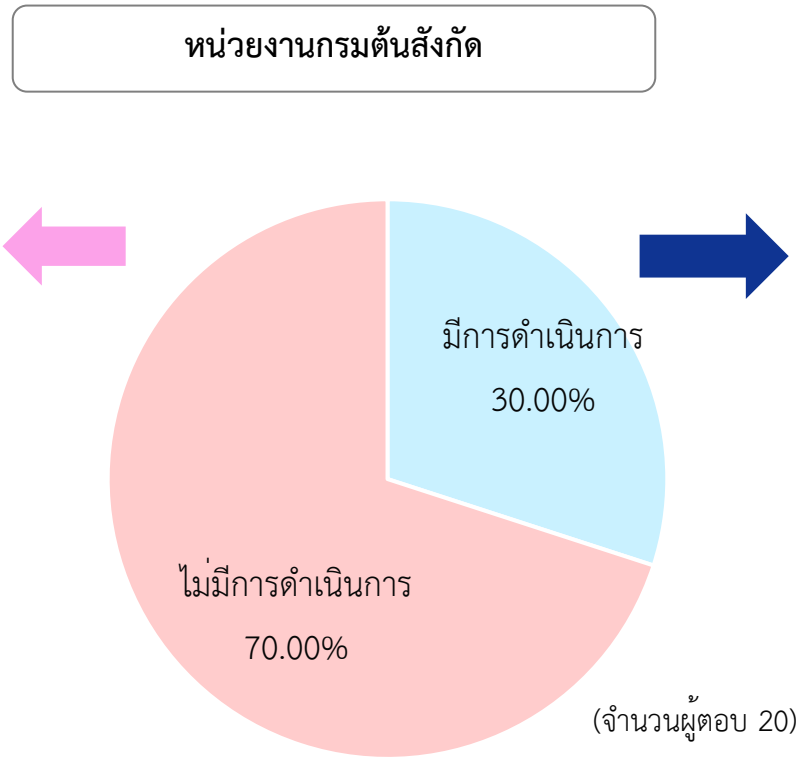 หน่วยงานกรมต้นสังกัด
มีการดำเนินการ
30.00%
ไม่มีการดำเนินการ
70.00%
(จำนวนผู้ตอบ 20)